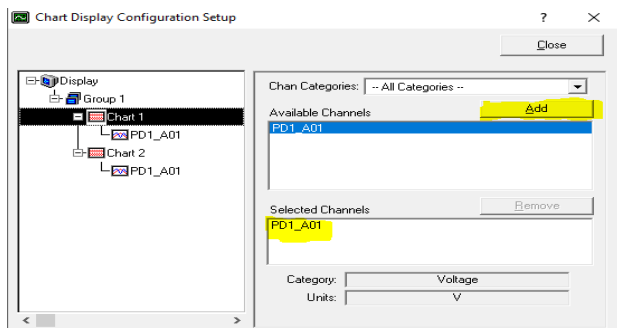 Chart Display Configuration Setup
Close
Display
Group 1
Chart 1
PD1_A01
Chart 2
PD1_A01
Chan Categories: -- All Categories --
Available Channels
Add
PD1_A01
Selected Channels
Remove
PD1_A01
Category: Voltage
Units: V